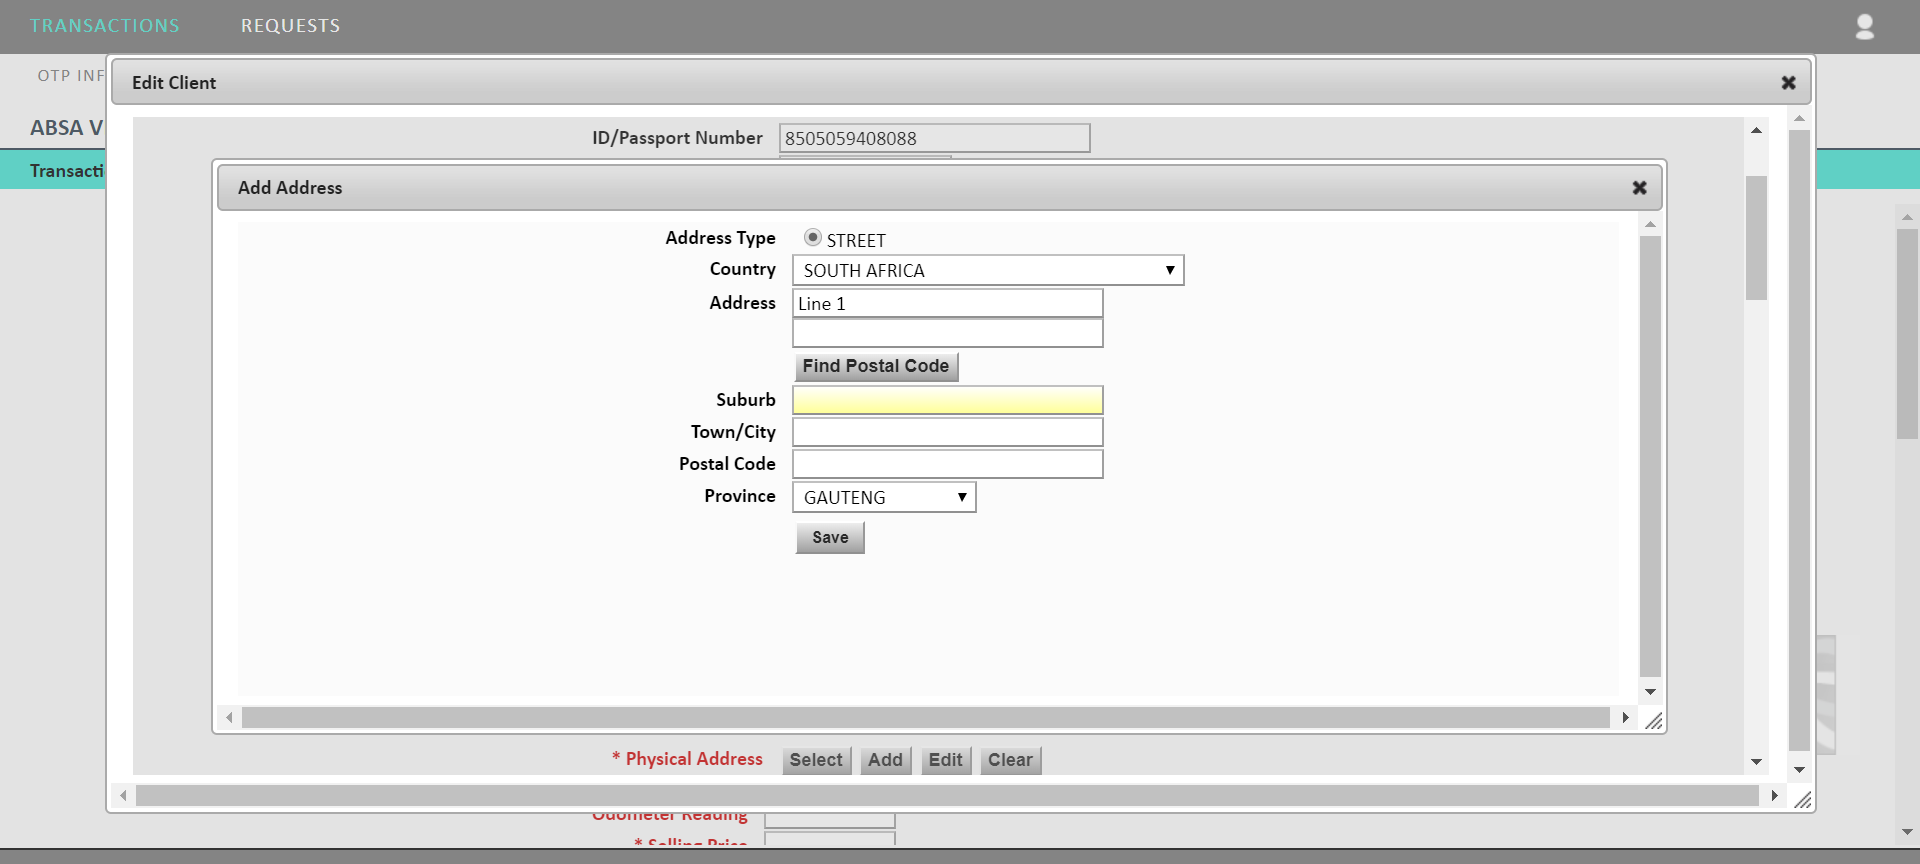 TRANSACTIONS REQUESTS
OTP INF
Edit Client
ABSA V
ID/Passport Number 8505059408088
Transacti
Add Address
Address Type STREET
Country SOUTH AFRICA
Address Line 1
Find Postal Code
Suburb
Town/City
Postal Code
Province GAUTENG
Save
* Physical Address Select Add Edit Clear
Odometer Reading
* Selling Price